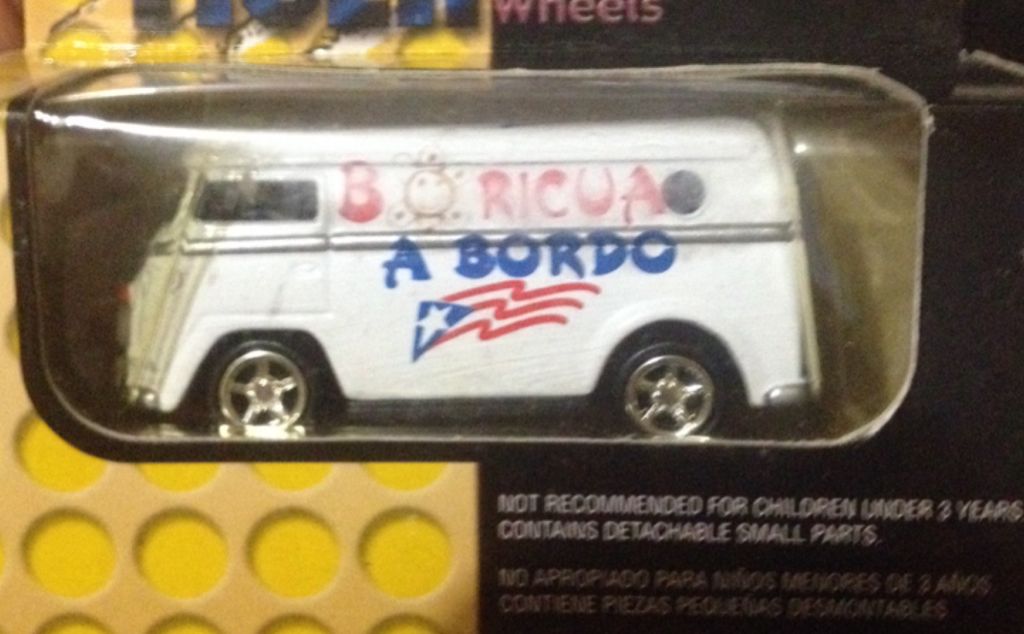 Wheels
BORICUA
A BORDO
NOT RECOMMENDED FOR CHILDREN UNDER 3 YEARS
CONTAINS DETACHABLE SMALL PARTS.
NO APROPIADO PARA NIÑOS MENORES DE 3 AÑOS
CONTIENE PIEZAS PEQUEÑAS DESMONTABLES